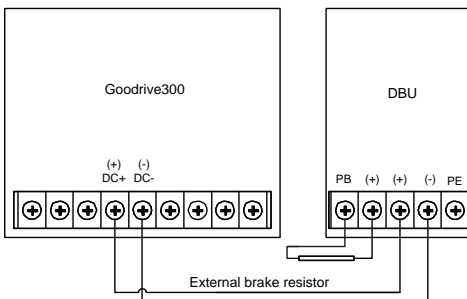 Goodrive300
DBU
(+) (-)
DC+ DC-
PB (+) (+) (-) PE
External brake resistor